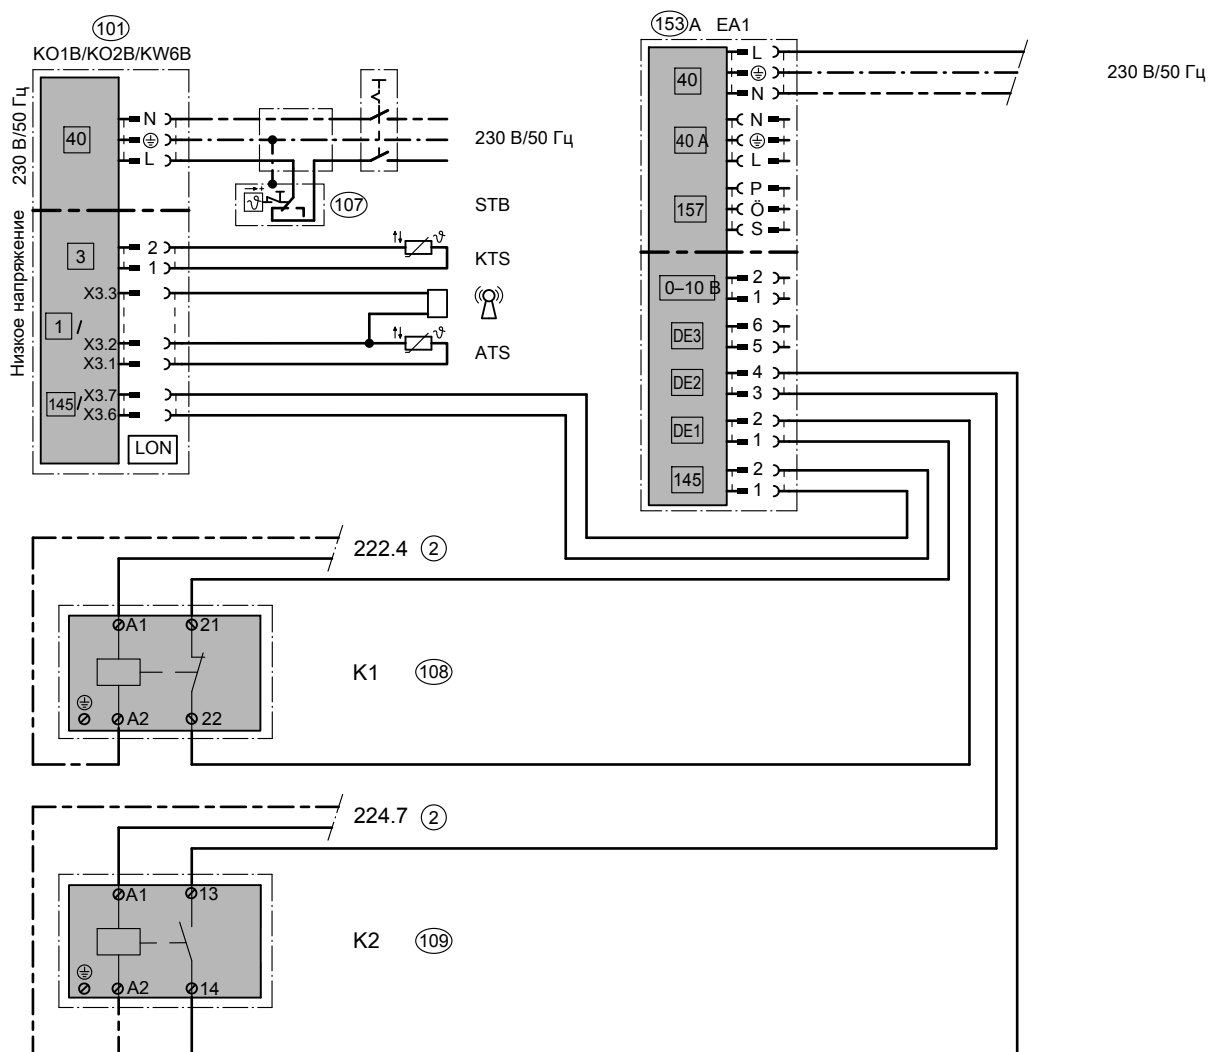 101
KO1B/KO2B/KW6B
230 В/50 Гц
Низкое напряжение
40
N
L
230 В/50 Гц
107
STB
ϑ
3
2
1
ϑ
KTS
X3.3
1 /
X3.2
X3.1
ϑ
ATS
145 /
X3.7
X3.6
LON
153 A EA1
40
L
N
230 В/50 Гц
40 A
N
L
157
P
Ö
S
0–10 В
2
1
DE3
6
5
DE2
4
3
DE1
2
1
145
2
1
222.4 2
A1
21
K1 108
A2
22
224.7 2
A1
13
K2 109
A2
14